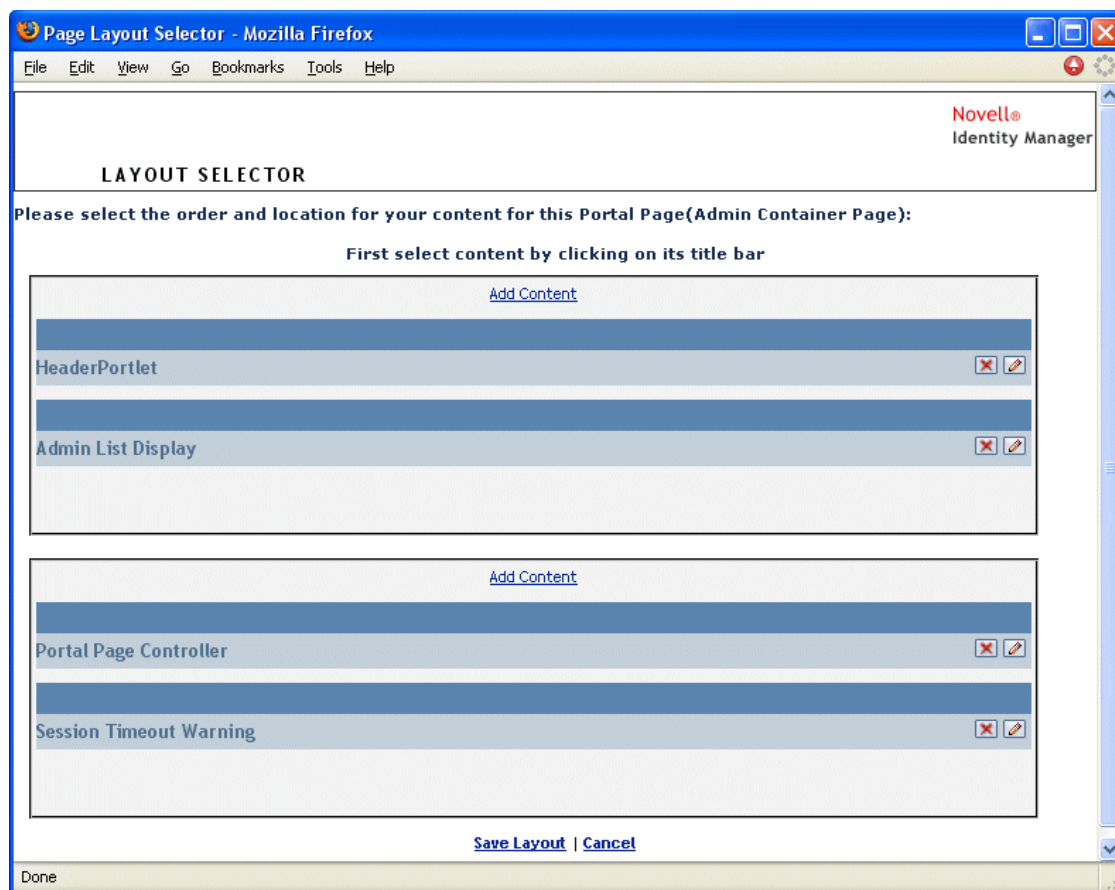 Page Layout Selector - Mozilla Firefox
File Edit View Go Bookmarks Tools Help
Novell®
Identity Manager
LAYOUT SELECTOR
Please select the order and location for your content for this Portal Page(Admin Container Page):
First select content by clicking on its title bar
Add Content
HeaderPortlet
Admin List Display
Add Content
Portal Page Controller
Session Timeout Warning
Save Layout | Cancel
Done